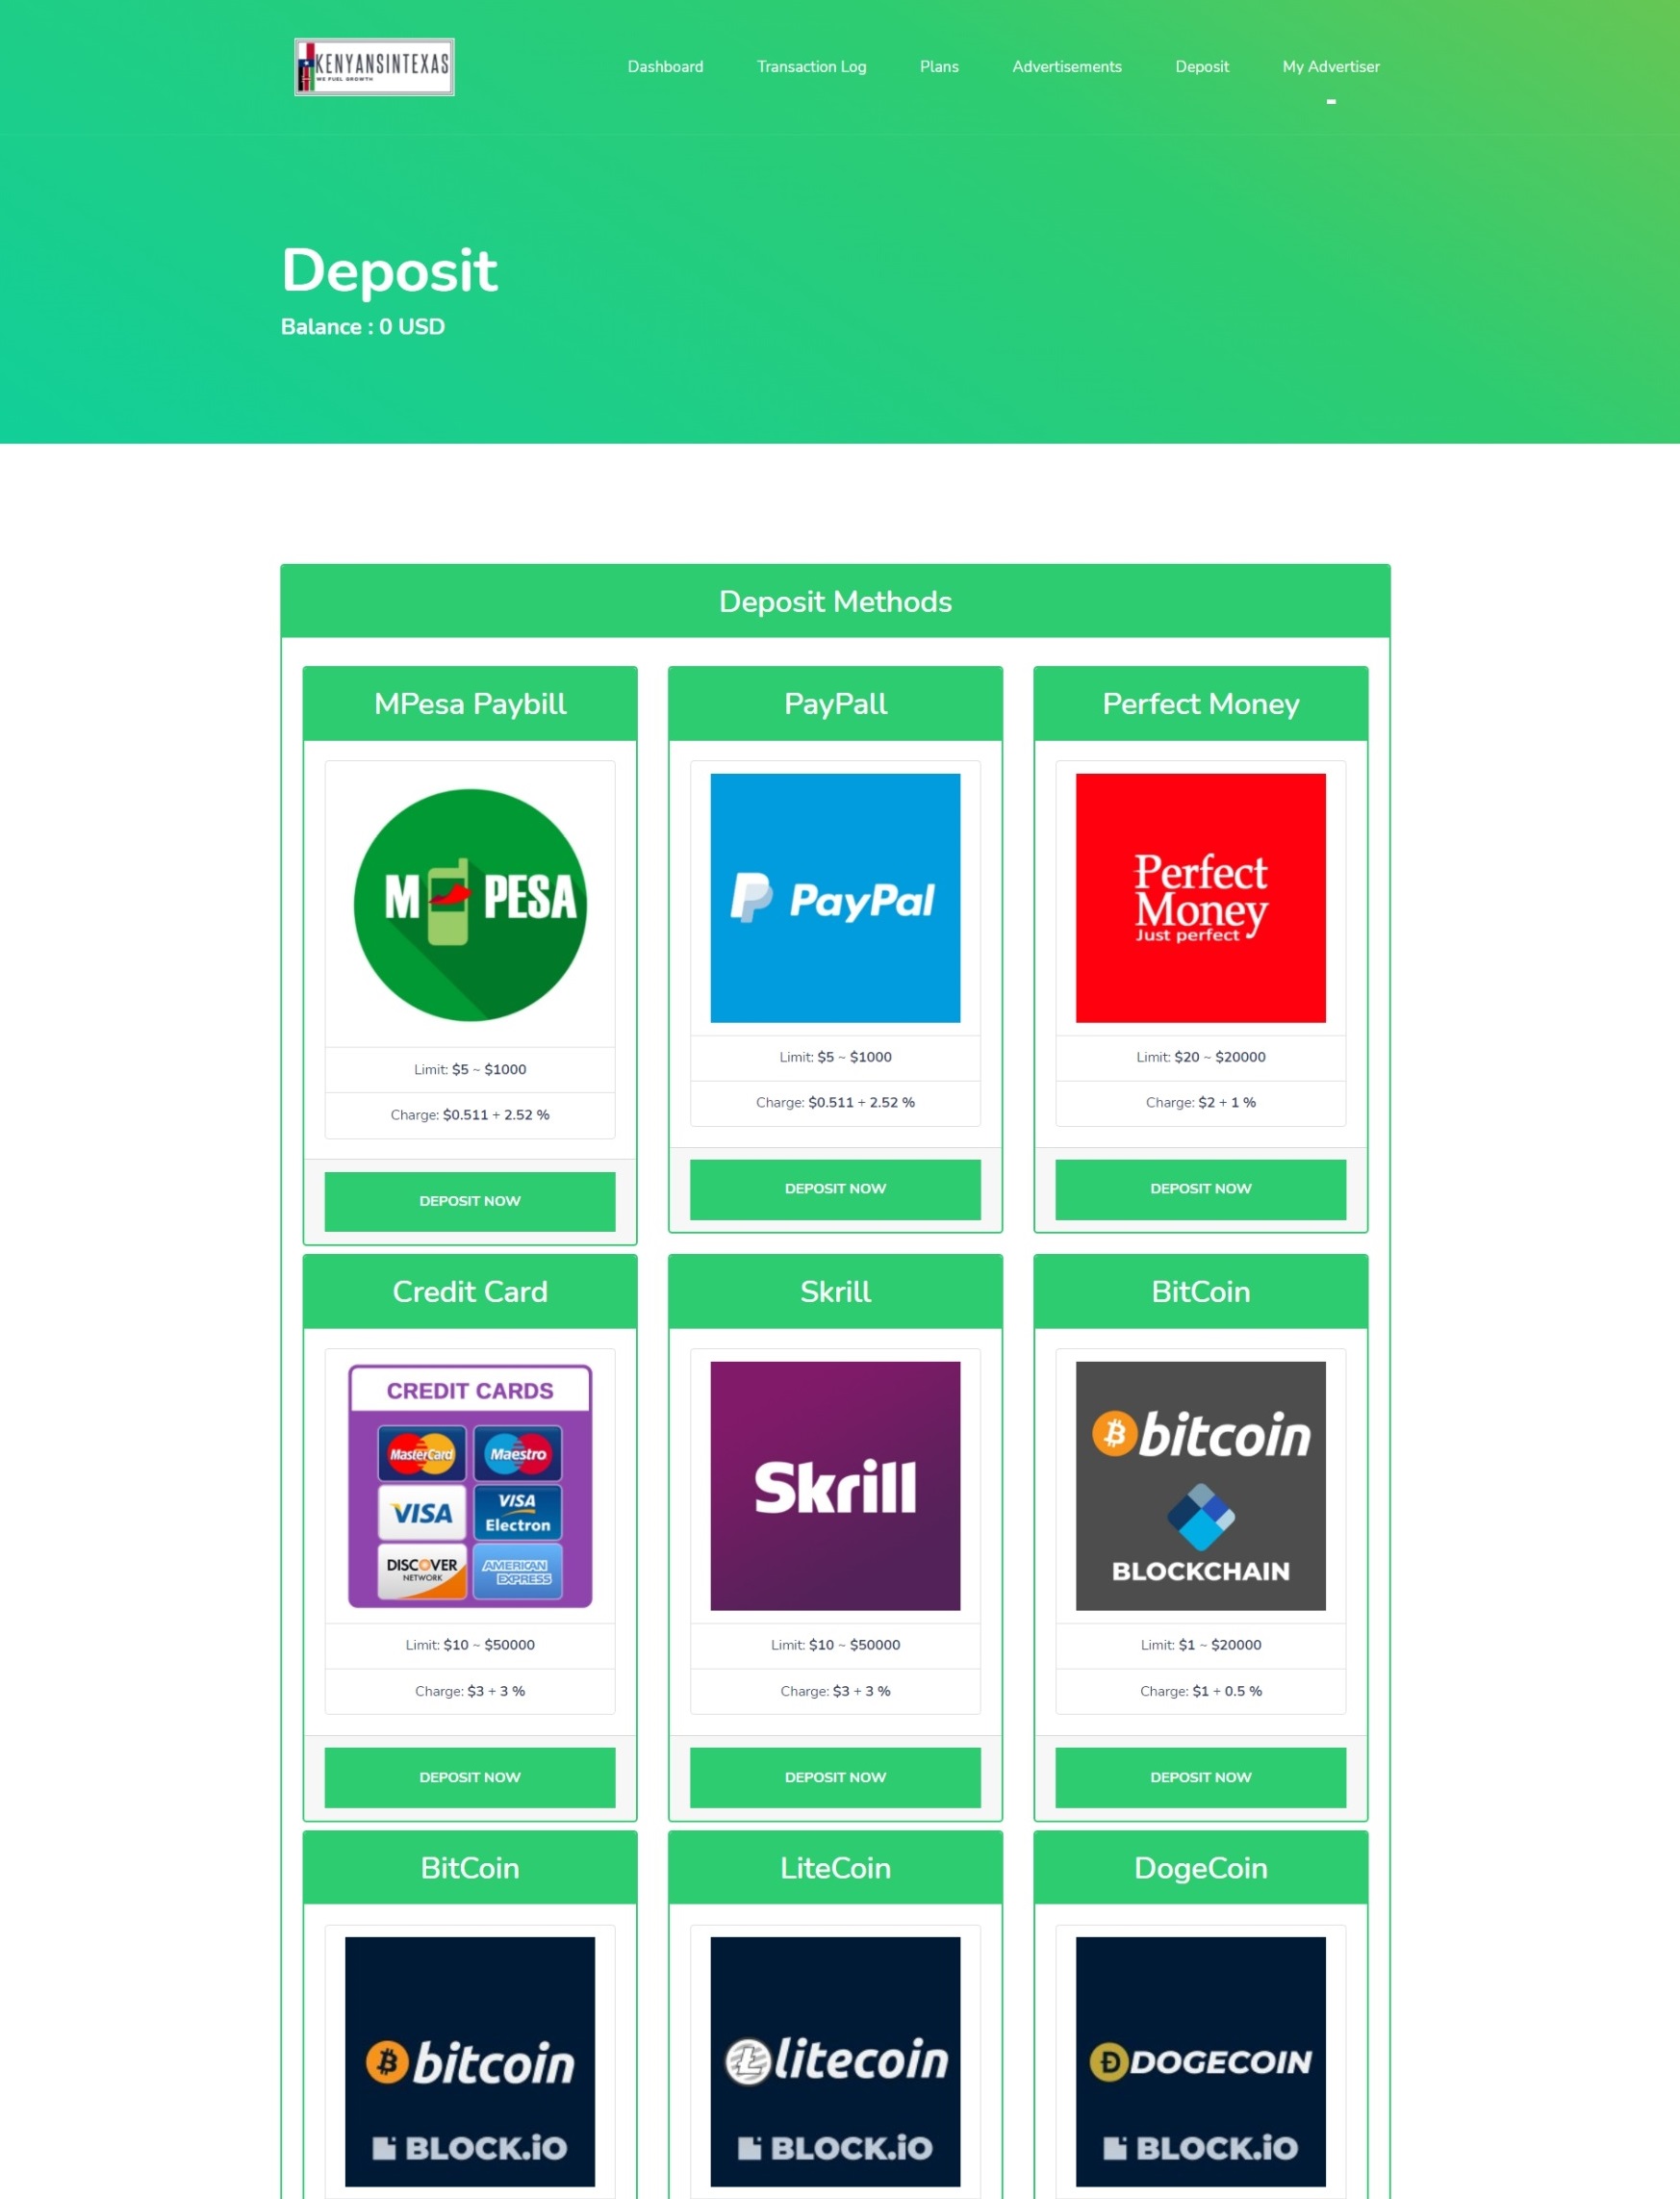 KENYANSINTEXAS
WE FUEL GROWTH
Dashboard
Transaction Log
Plans
Advertisements
Deposit
My Advertiser
Deposit
Balance : 0 USD
Deposit Methods
MPesa Paybill
M PESA
Limit: $5 ~ $1000
Charge: $0.511 + 2.52 %
DEPOSIT NOW
PayPall
PayPal
Limit: $5 ~ $1000
Charge: $0.511 + 2.52 %
DEPOSIT NOW
Perfect Money
Perfect
Money
Just perfect
Limit: $20 ~ $20000
Charge: $2 + 1 %
DEPOSIT NOW
Credit Card
CREDIT CARDS
MasterCard
Maestro
VISA
VISA
Electron
DISCOVER
NETWORK
AMERICAN
EXPRESS
Limit: $10 ~ $50000
Charge: $3 + 3 %
DEPOSIT NOW
Skrill
Skrill
Limit: $10 ~ $50000
Charge: $3 + 3 %
DEPOSIT NOW
BitCoin
bitcoin
BLOCKCHAIN
Limit: $1 ~ $20000
Charge: $1 + 0.5 %
DEPOSIT NOW
BitCoin
bitcoin
BLOCK.iO
LiteCoin
litecoin
BLOCK.iO
DogeCoin
DOGECOIN
BLOCK.iO